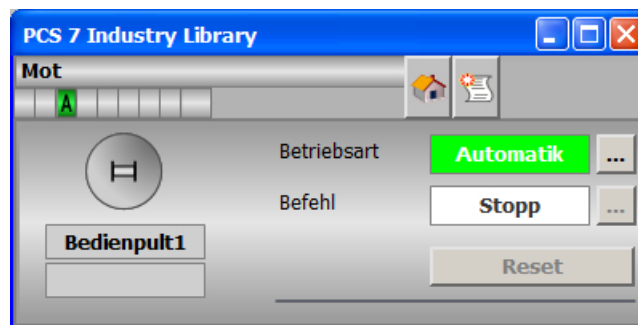 PCS 7 Industry Library
Mot
A
Betriebsart
Automatik
...
Befehl
Stopp
...
Bedienpult1
Reset